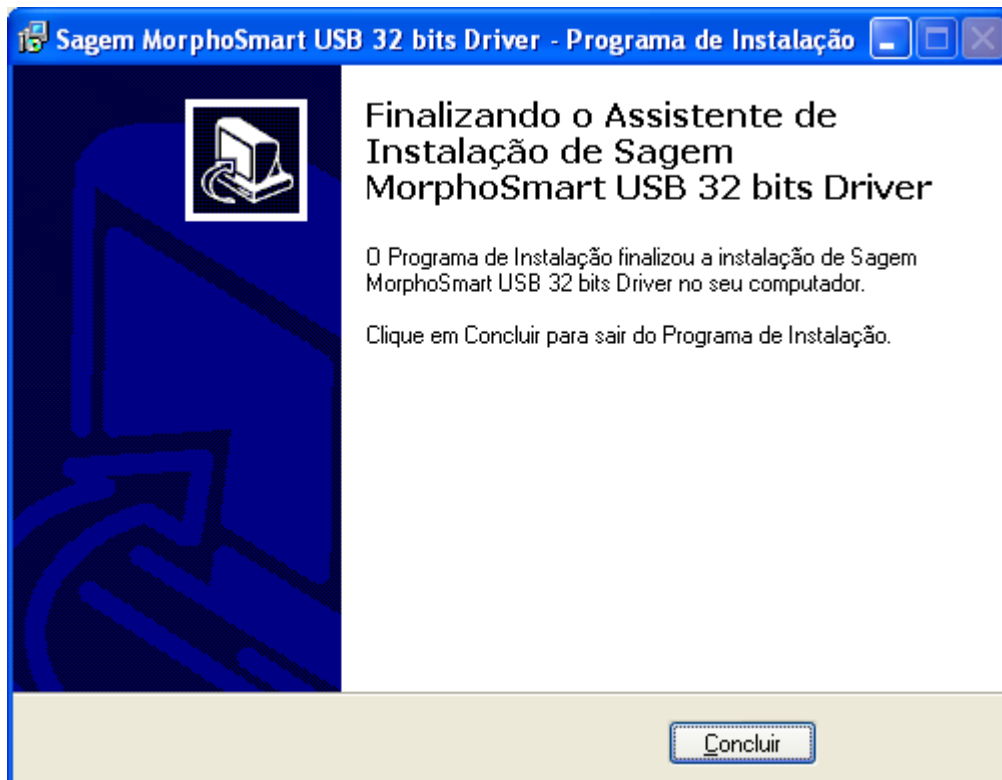 Sagem MorphoSmart USB 32 bits Driver - Programa de Instalação
Finalizando o Assistente de
Instalação de Sagem
MorphoSmart USB 32 bits Driver
O Programa de Instalação finalizou a instalação de Sagem
MorphoSmart USB 32 bits Driver no seu computador.
Clique em Concluir para sair do Programa de Instalação.
Concluir